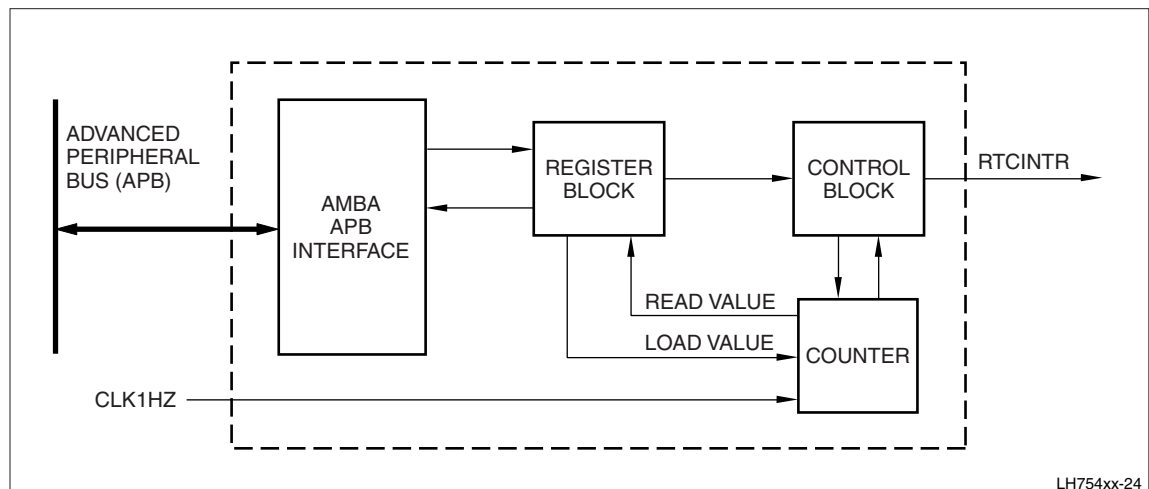 ADVANCED
PERIPHERAL
BUS (APB)
AMBA
APB
INTERFACE
REGISTER
BLOCK
CONTROL
BLOCK
RTCINTR
READ VALUE
LOAD VALUE
COUNTER
CLK1HZ
LH754xx-24